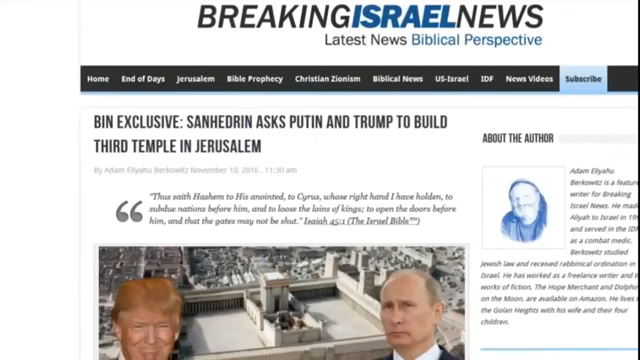 BREAKINGISRAELNEWS
Latest News Biblical Perspective
Home End of Days Jerusalem Bible Prophecy Christian Zionism Biblical News US-Israel IDF News Videos Subscribe
BIN EXCLUSIVE: SANHEDRIN ASKS PUTIN AND TRUMP TO BUILD
THIRD TEMPLE IN JERUSALEM
By Adam Eliyahu Berkowitz November 10, 2016 , 11:30 am
"Thus saith Hashem to His anointed, to Cyrus, whose right hand I have holden, to
subdue nations before him, and to loose the loins of kings; to open the doors before
him, and that the gates may not be shut." Isaiah 45:1 (The Israel Bible™)
ABOUT THE AUTHOR
Adam Eliyahu
Berkowitz is a feature
writer for Breaking
Israel News. He made
Aliyah to Israel in 199
and served in the IDF
as a combat medic.
Berkowitz studied
Jewish law and received rabbinical ordination in
Israel. He has worked as a freelance writer and h
works of fiction, The Hope Merchant and Dolphin
on the Moon, are available on Amazon. He lives i
the Golan Heights with his wife and their four
children.